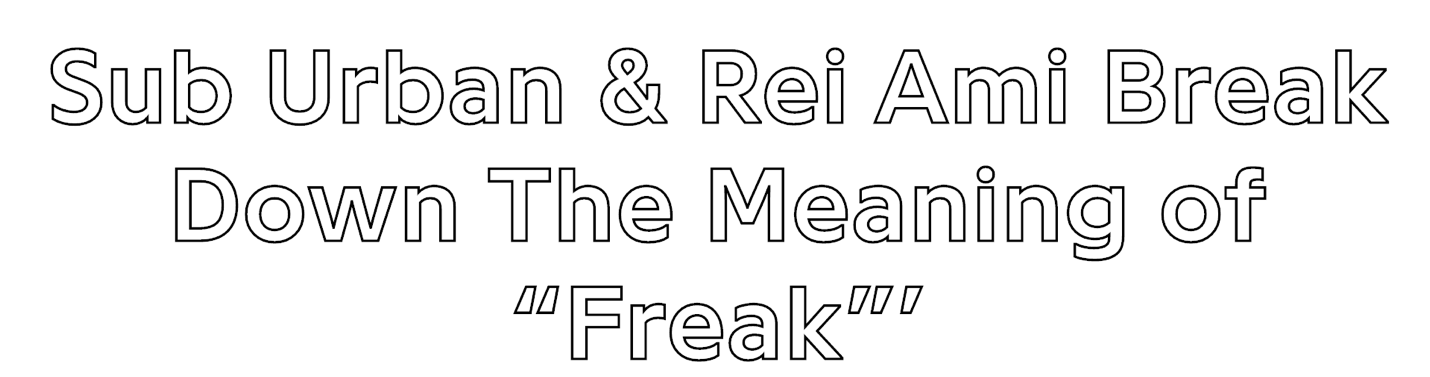 Sub Urban & Rei Ami Break
Down The Meaning of
“Freak”’’